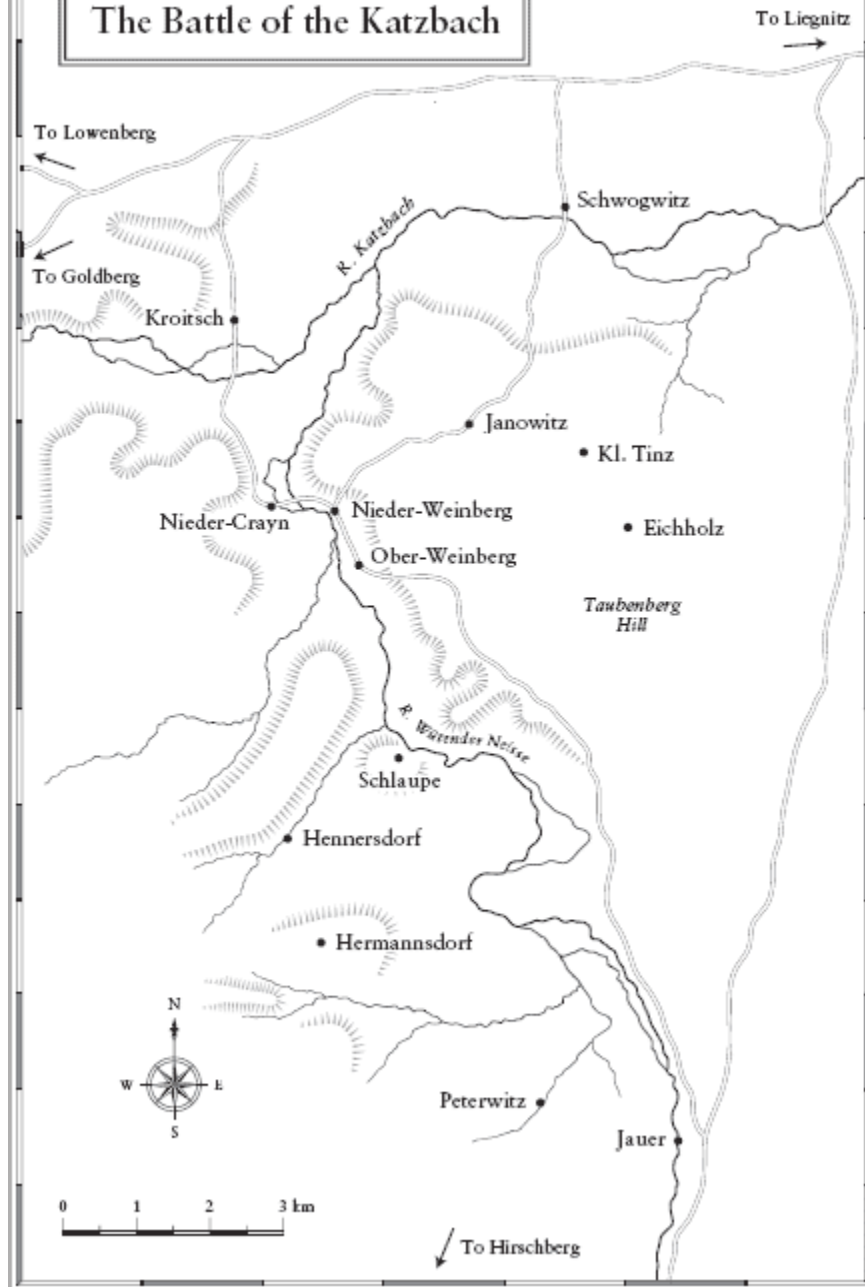 The Battle of the Katzbach
To Liegnitz
To Lowenberg
Schwogwitz
R. Katzbach
To Goldberg
Kroitsch
Janowitz
Kl. Tinz
Nieder-Crayn
Nieder-Weinberg
Eichholz
Ober-Weinberg
Taubenberg
Hill
R. Wütender Neisse
Schlaupe
Hennersdorf
Hermannsdorf
N
W
E
S
Peterwitz
Jauer
0 1 2 3 km
To Hirschberg